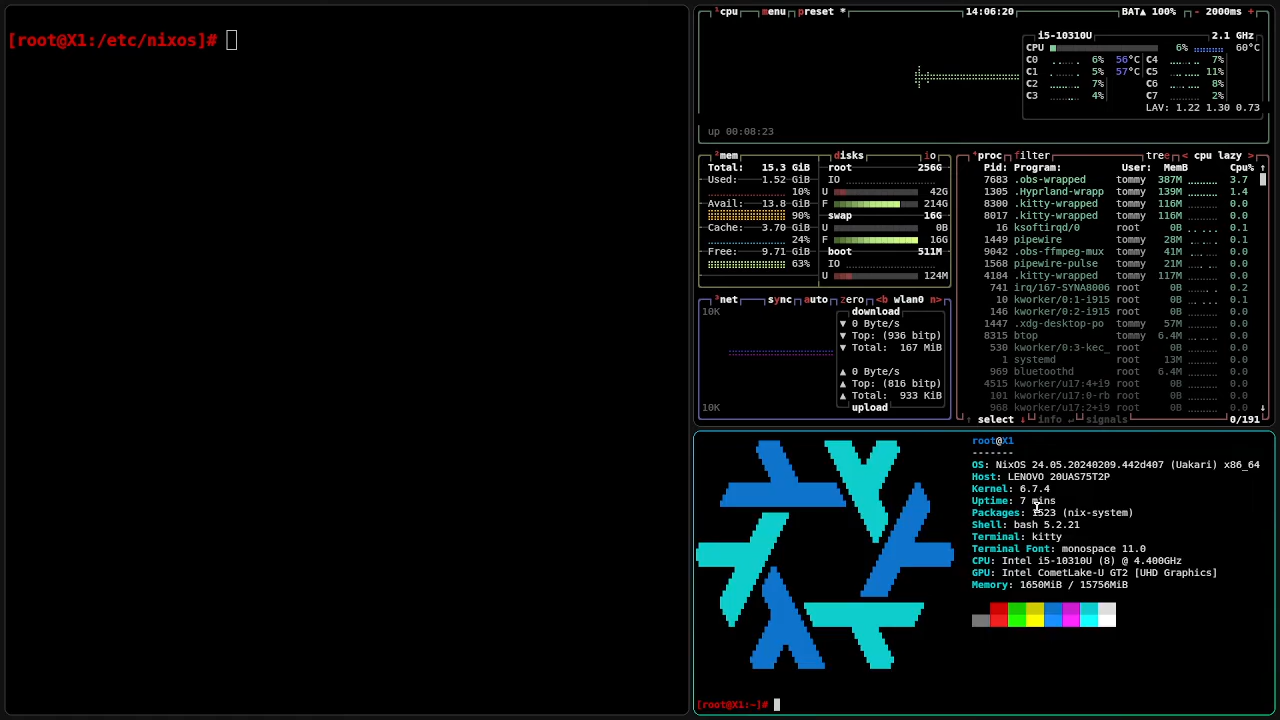 [root@X1:/etc/nixos]#
¹cpu menu preset * 14:06:20 BAT▲ 100% - 2000ms +
i5-10310U 2.1 GHz
CPU 6% 60°C
C0 6% 56°C C4 7%
C1 5% 57°C C5 11%
C2 7% C6 8%
C3 4% C7 2%
LAV: 1.22 1.30 0.73
up 00:08:23
²mem
Total: 15.3 GiB
Used: 1.52 GiB
10%
Avail: 13.8 GiB
90%
Cache: 3.70 GiB
24%
Free: 9.71 GiB
63%
disks io
root 256G
IO
U 42G
F 214G
swap 16G
U 0B
F 16G
boot 511M
IO
U 124M
³net sync auto zero <b wlan0 n>
10K
download
▼ 0 Byte/s
▼ Top: (936 bitp)
▼ Total: 167 MiB
▲ 0 Byte/s
▲ Top: (816 bitp)
▲ Total: 933 KiB
10K
upload
⁴proc filter tree < cpu lazy >
Pid: Program: User: MemB Cpu% ↑
7683 .obs-wrapped tommy 387M 3.7
1305 .Hyprland-wrapp tommy 139M 1.4
8300 .kitty-wrapped tommy 116M 0.0
8017 .kitty-wrapped tommy 116M 0.0
16 ksoftirqd/0 root 0B 0.1
1449 pipewire tommy 28M 0.1
9042 .obs-ffmpeg-mux tommy 41M 0.0
1568 pipewire-pulse tommy 21M 0.0
4184 .kitty-wrapped tommy 117M 0.0
741 irq/167-SYNA8006 root 0B 0.2
10 kworker/0:1-i915 root 0B 0.1
146 kworker/0:2-i915 root 0B 0.0
1447 .xdg-desktop-po tommy 57M 0.0
8315 btop tommy 6.4M 0.0
530 kworker/0:3-kec_ root 0B 0.0
1 systemd root 13M 0.0
969 bluetoothd root 6.4M 0.0
4515 kworker/u17:4+i9 root 0B 0.0
101 kworker/u17:0-rb root 0B 0.0
968 kworker/u17:2+i9 root 0B 0.0 ↓
↑ select ↓ info ↵ signals 0/191
root@X1
-------
OS: NixOS 24.05.20240209.442d407 (Uakari) x86_64
Host: LENOVO 20UAS75T2P
Kernel: 6.7.4
Uptime: 7 mins
Packages: 1523 (nix-system)
Shell: bash 5.2.21
Terminal: kitty
Terminal Font: monospace 11.0
CPU: Intel i5-10310U (8) @ 4.400GHz
GPU: Intel CometLake-U GT2 [UHD Graphics]
Memory: 1650MiB / 15756MiB
[root@X1:~]#